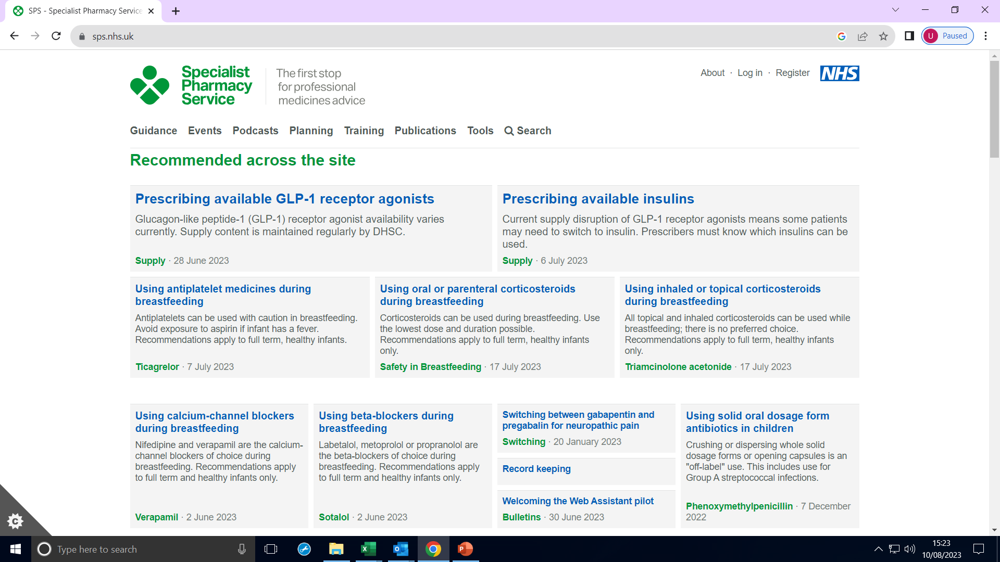 SPS - Specialist Pharmacy Service
sps.nhs.uk
U Paused
Specialist
Pharmacy
Service
The first stop
for professional
medicines advice
About · Log in · Register
NHS
Guidance Events Podcasts Planning Training Publications Tools Search
Recommended across the site
Prescribing available GLP-1 receptor agonists
Glucagon-like peptide-1 (GLP-1) receptor agonist availability varies
currently. Supply content is maintained regularly by DHSC.
Supply · 28 June 2023
Prescribing available insulins
Current supply disruption of GLP-1 receptor agonists means some patients
may need to switch to insulin. Prescribers must know which insulins can be
used.
Supply · 6 July 2023
Using antiplatelet medicines during
breastfeeding
Antiplatelets can be used with caution in breastfeeding.
Avoid exposure to aspirin if infant has a fever.
Recommendations apply to full term, healthy infants.
Ticagrelor · 7 July 2023
Using oral or parenteral corticosteroids
during breastfeeding
Corticosteroids can be used during breastfeeding. Use
the lowest dose and duration possible.
Recommendations apply to full term, healthy infants
only.
Safety in Breastfeeding · 17 July 2023
Using inhaled or topical corticosteroids
during breastfeeding
All topical and inhaled corticosteroids can be used while
breastfeeding; there is no preferred choice.
Recommendations apply to full term, healthy infants
only.
Triamcinolone acetonide · 17 July 2023
Using calcium-channel blockers
during breastfeeding
Nifedipine and verapamil are the calcium-
channel blockers of choice during
breastfeeding. Recommendations apply
to full term and healthy infants only.
Verapamil · 2 June 2023
Using beta-blockers during
breastfeeding
Labetalol, metoprolol or propranolol are
the beta-blockers of choice during
breastfeeding. Recommendations apply
to full term and healthy infants only.
Sotalol · 2 June 2023
Switching between gabapentin and
pregabalin for neuropathic pain
Switching · 20 January 2023
Record keeping
Welcoming the Web Assistant pilot
Bulletins · 30 June 2023
Using solid oral dosage form
antibiotics in children
Crushing or dispersing whole solid
dosage forms or opening capsules is an
"off-label" use. This includes use for
Group A streptococcal infections.
Phenoxymethylpenicillin · 7 December
2022
C
Type here to search
15:23
10/08/2023